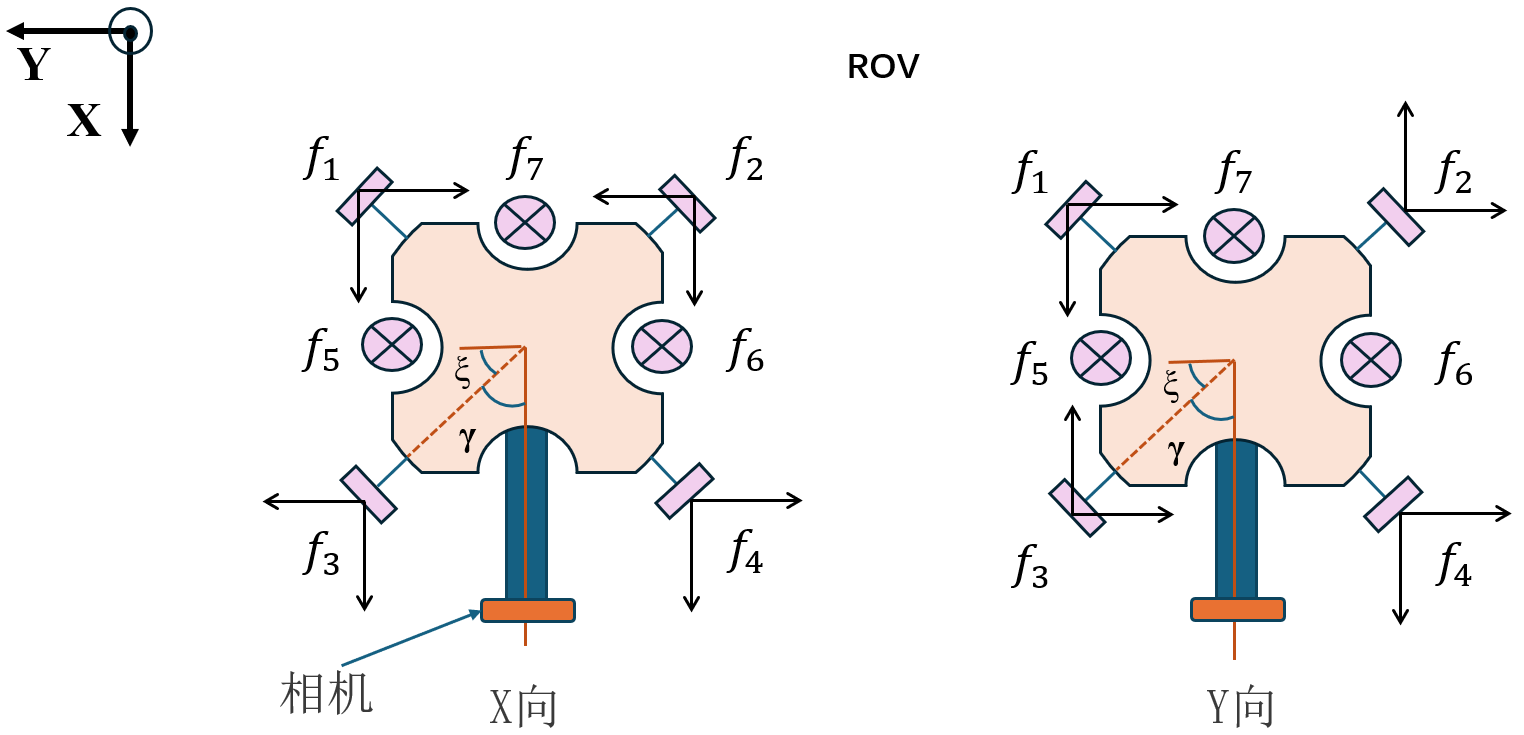 Y
X
ROV
f₁ f₇ f₂
f₅ f₆
ξ
γ
f₃ f₄
相机
X向
f₁ f₇ f₂
f₅ f₆
ξ
γ
f₃ f₄
Y向